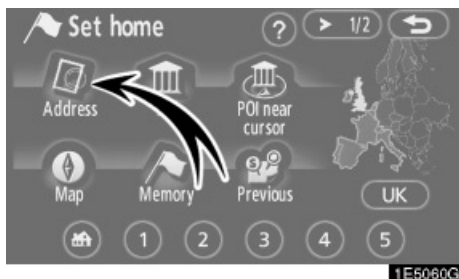 Set home
? > 1/2
Address
POI near
cursor
Map Memory Previous
UK
1 2 3 4 5
1E5060G